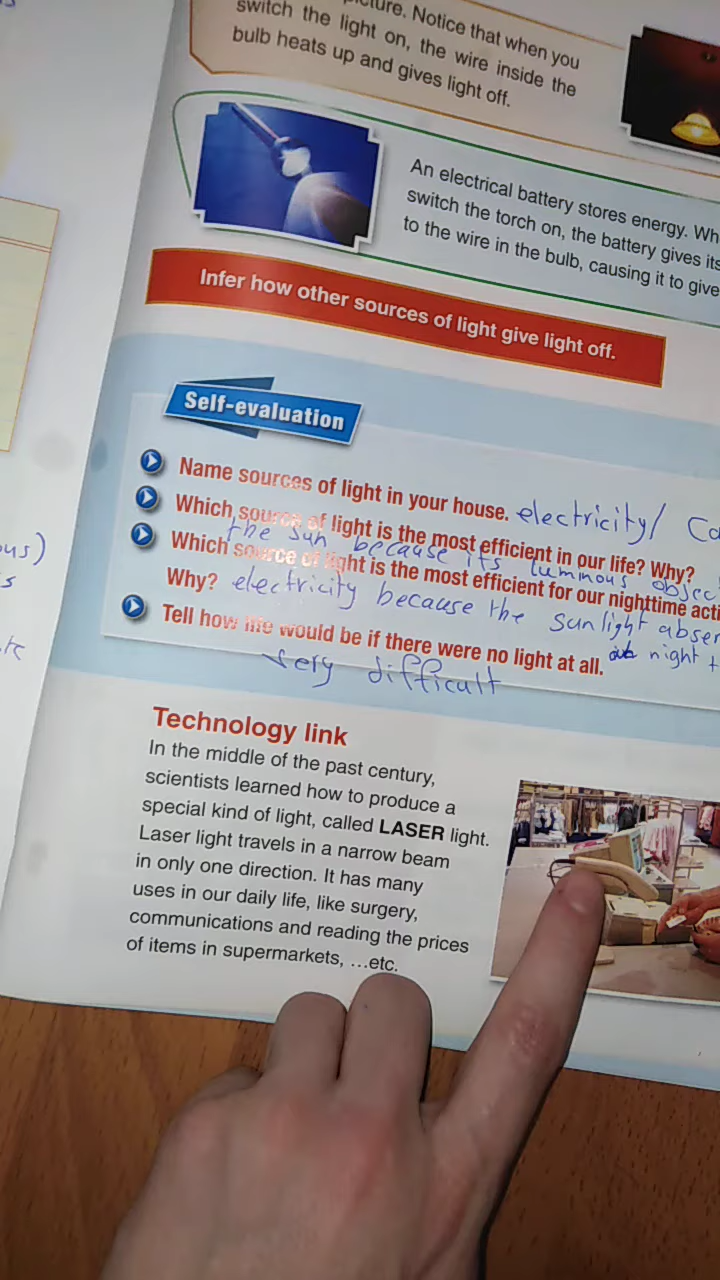 picture. Notice that when you
switch the light on, the wire inside the
bulb heats up and gives light off.
An electrical battery stores energy. Wh
switch the torch on, the battery gives its
to the wire in the bulb, causing it to give
Infer how other sources of light give light off.
Self-evaluation
Name sources of light in your house. electricity/ Ca
Which source of light is the most efficient in our life? Why?
the sun because its luminous objec
Which source of light is the most efficient for our nighttime acti
Why? electricity because the sunlight absen
Tell how life would be if there were no light at all. night
very difficult
ous)
s
Technology link
In the middle of the past century,
scientists learned how to produce a
special kind of light, called LASER light.
Laser light travels in a narrow beam
in only one direction. It has many
uses in our daily life, like surgery,
communications and reading the prices
of items in supermarkets, ...etc.